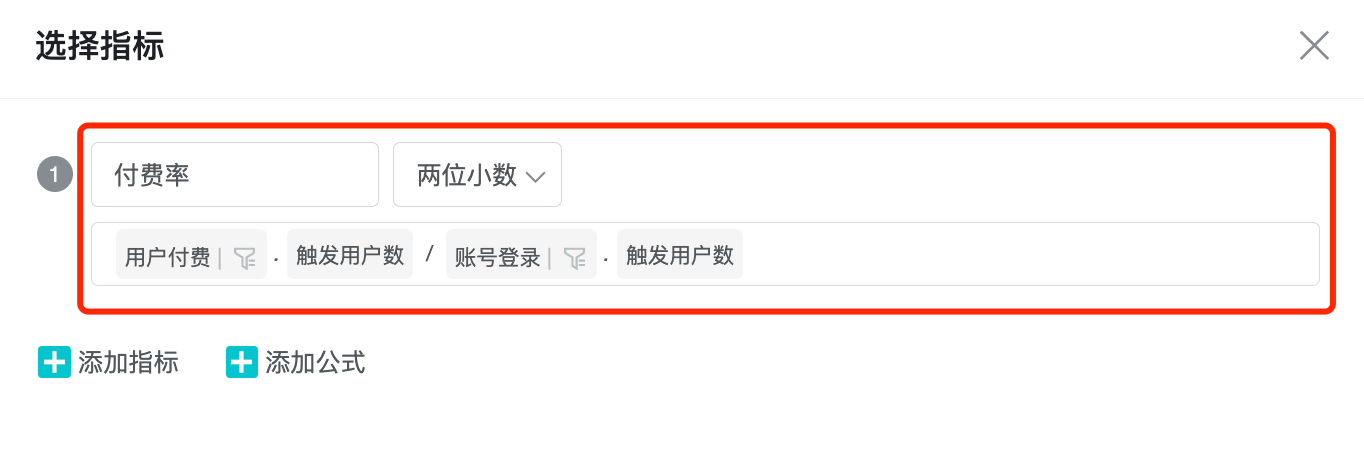 选择指标
1 付费率 两位小数
用户付费 | . 触发用户数 / 账号登录 | . 触发用户数
添加指标 添加公式